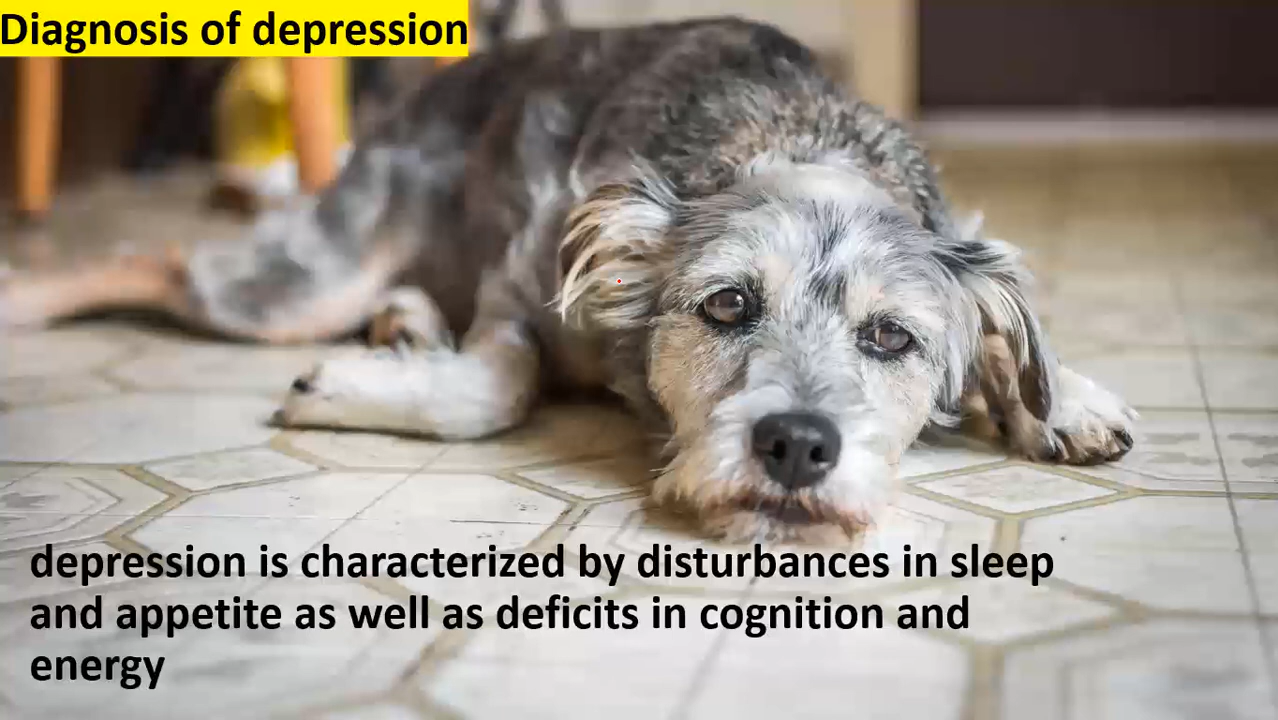 Diagnosis of depression
depression is characterized by disturbances in sleep
and appetite as well as deficits in cognition and
energy